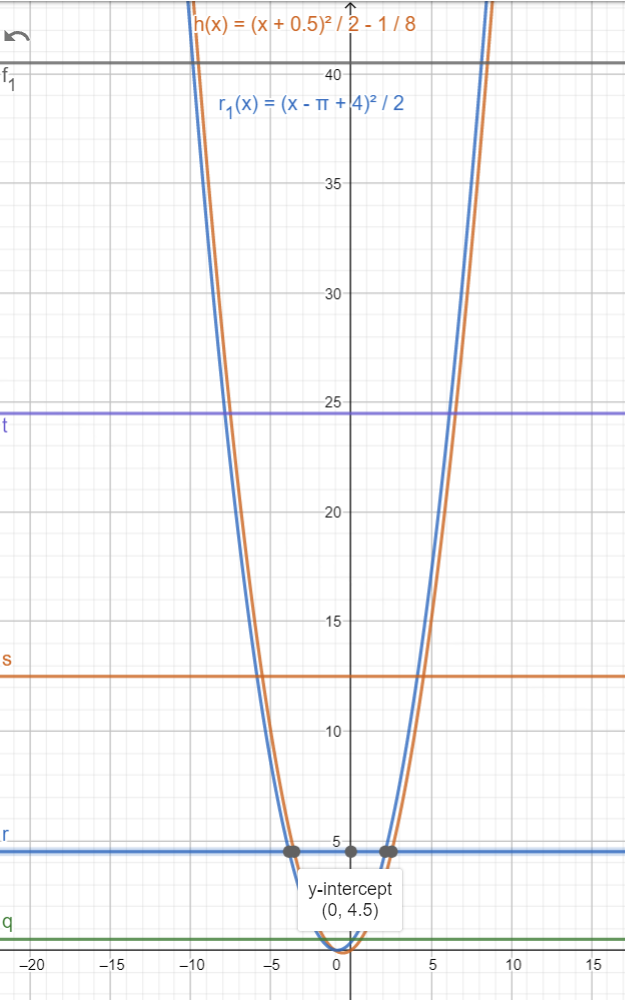 h(x) = (x + 0.5)² / 2 - 1 / 8
f₁
40
r₁(x) = (x - π + 4)² / 2
35
30
25
t
20
15
s
10
r
5
y-intercept
(0, 4.5)
q
−20 −15 −10 −5 0 5 10 15